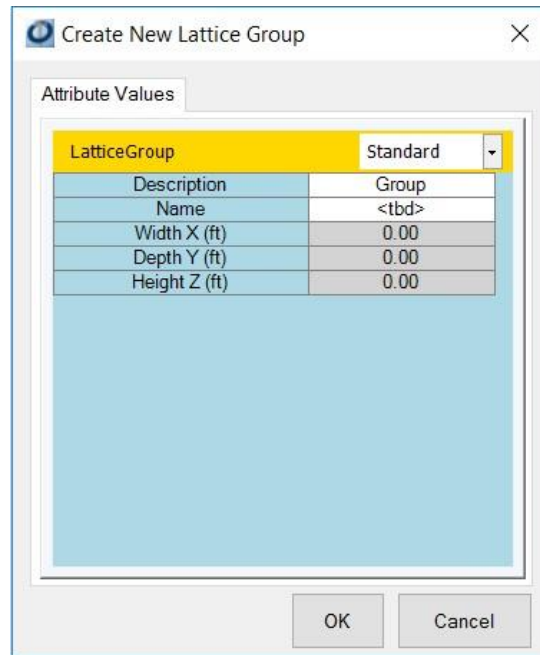 Create New Lattice Group
Attribute Values
LatticeGroup Standard
Description Group
Name <tbd>
Width X (ft) 0.00
Depth Y (ft) 0.00
Height Z (ft) 0.00
OK Cancel